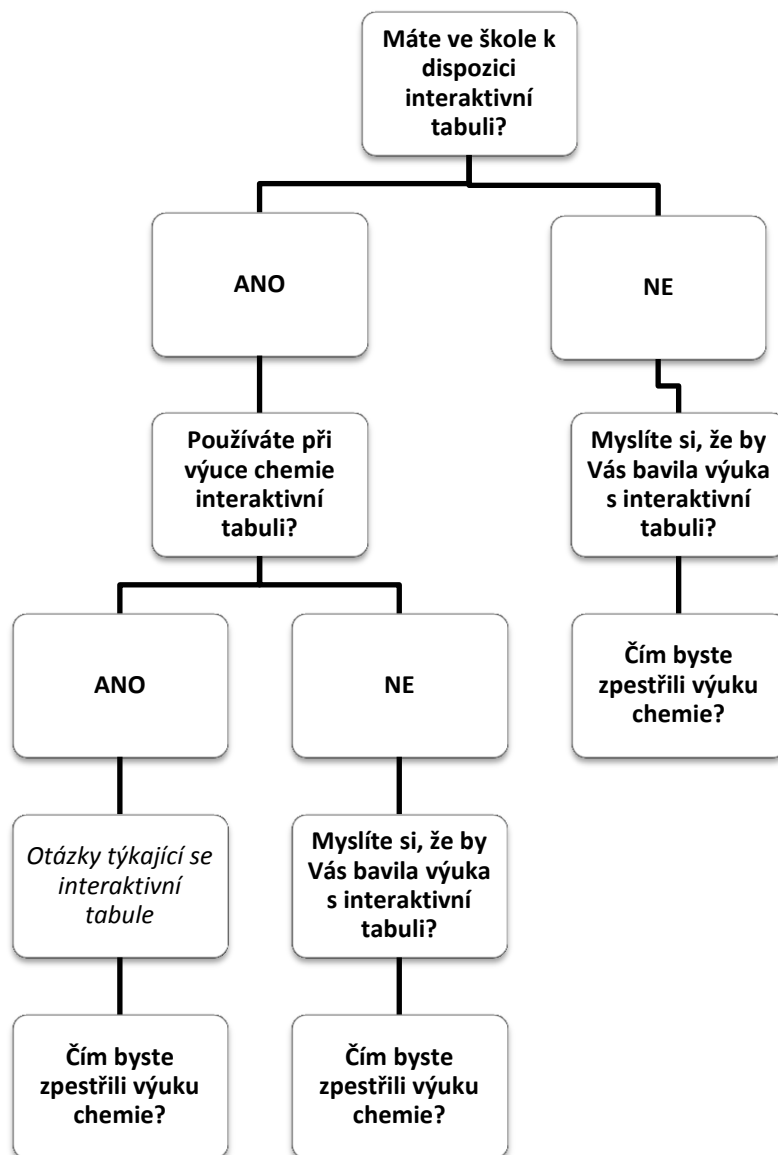 Máte ve škole k
dispozici
interaktivní
tabuli?
ANO
NE
Používáte při
výuce chemie
interaktivní
tabuli?
Myslíte si, že by
Vás bavila výuka
s interaktivní
tabuli?
ANO
NE
Čím byste
zpestřili výuku
chemie?
Otázky týkající se
interaktivní
tabule
Myslíte si, že by
Vás bavila výuka
s interaktivní
tabuli?
Čím byste
zpestřili výuku
chemie?
Čím byste
zpestřili výuku
chemie?